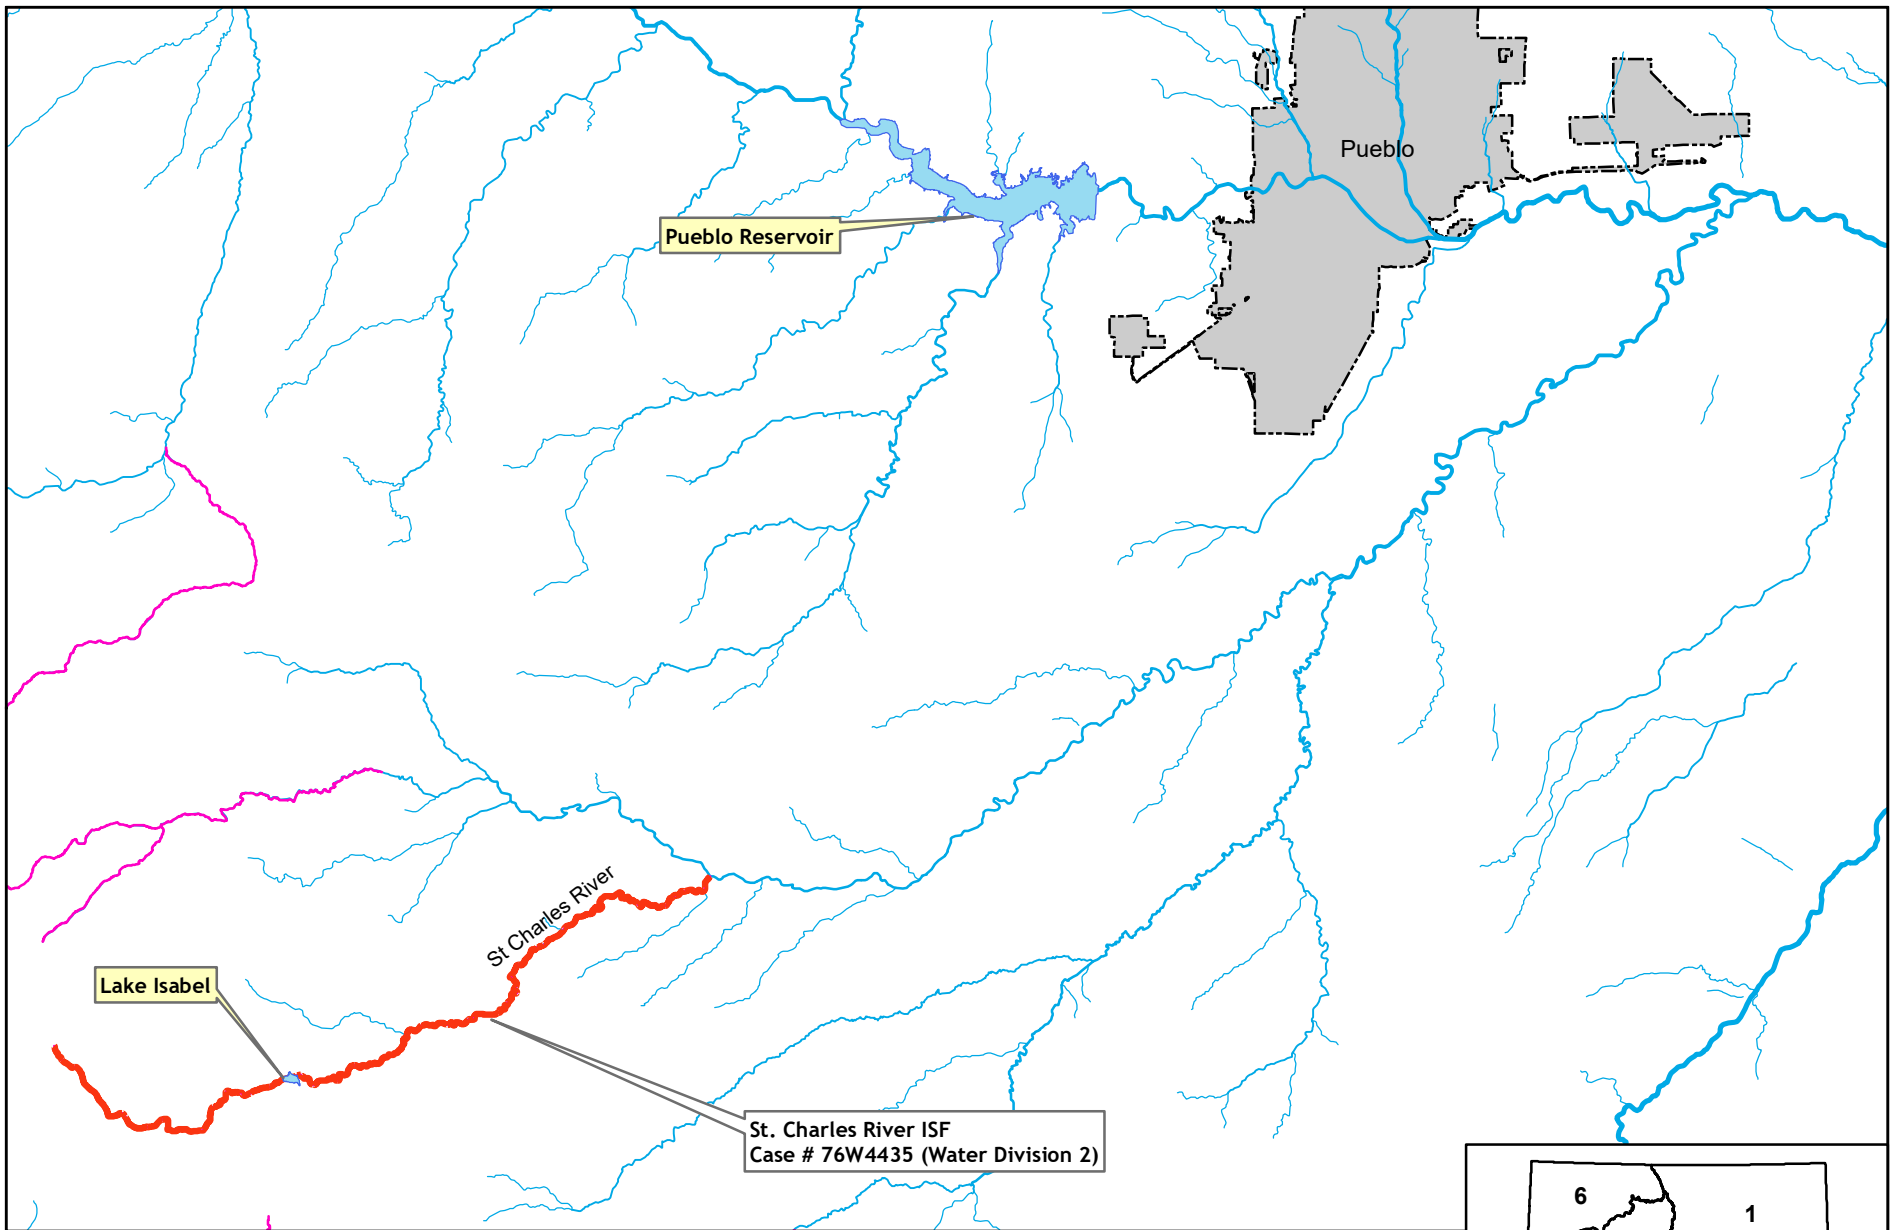 Pueblo
Pueblo Reservoir
St Charles River
Lake Isabel
St. Charles River ISF
Case # 76W4435 (Water Division 2)
6
1